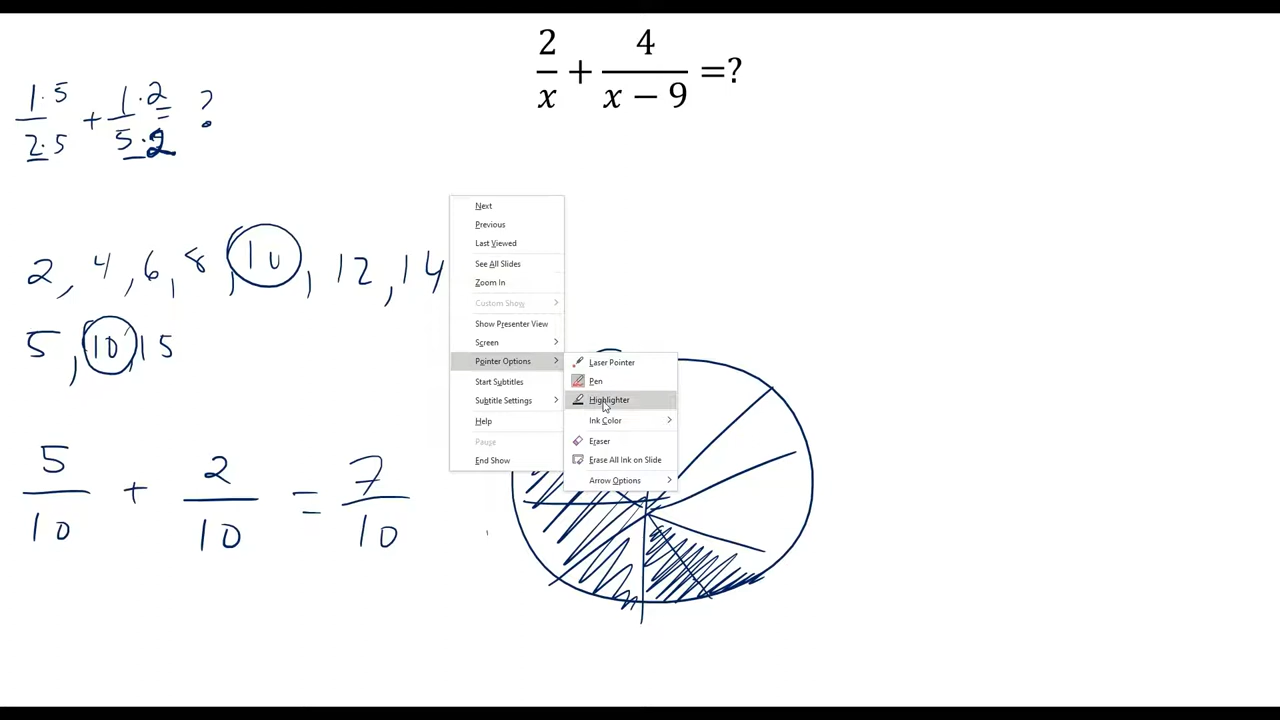 2/x + 4/(x − 9) =?
1·5/2·5 + 1·2/5·2 = ?
2, 4, 6, 8, 10, 12, 14
5, 10, 15
5/10 + 2/10 = 7/10
Next
Previous
Last Viewed
See All Slides
Zoom In
Custom Show
Show Presenter View
Screen
Pointer Options
Start Subtitles
Subtitle Settings
Help
Pause
End Show
Laser Pointer
Pen
Highlighter
Ink Color
Eraser
Erase All Ink on Slide
Arrow Options